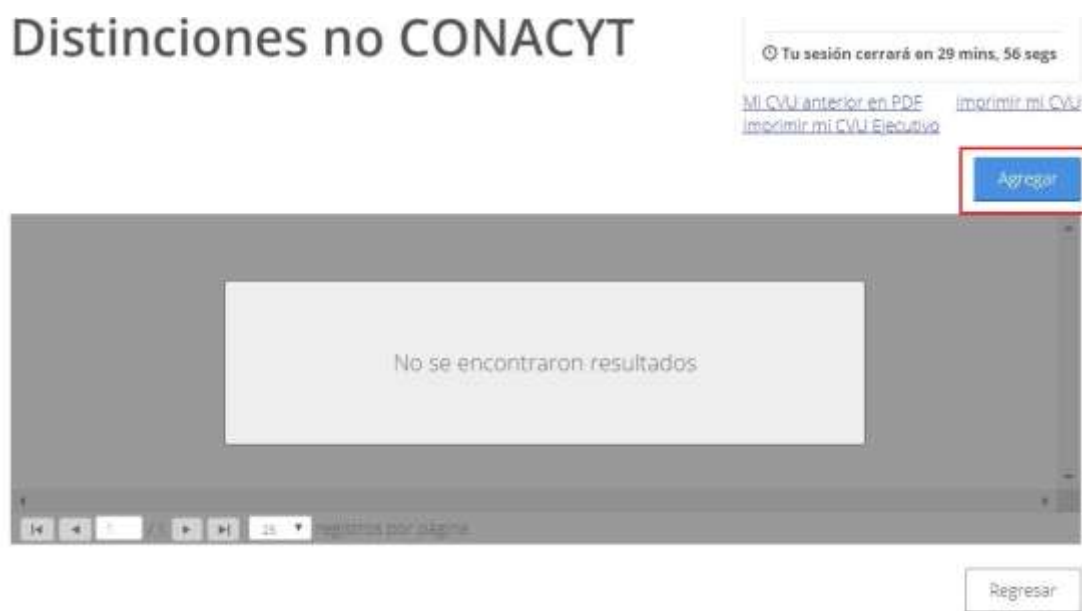 Distinciones no CONACYT
Tu sesión cerrará en 29 mins, 56 segs
Mi CVU anterior en PDF Imprimir mi CVU
Imprimir mi CVU Ejecutivo
Agregar
No se encontraron resultados
25 registros por página
Regresar